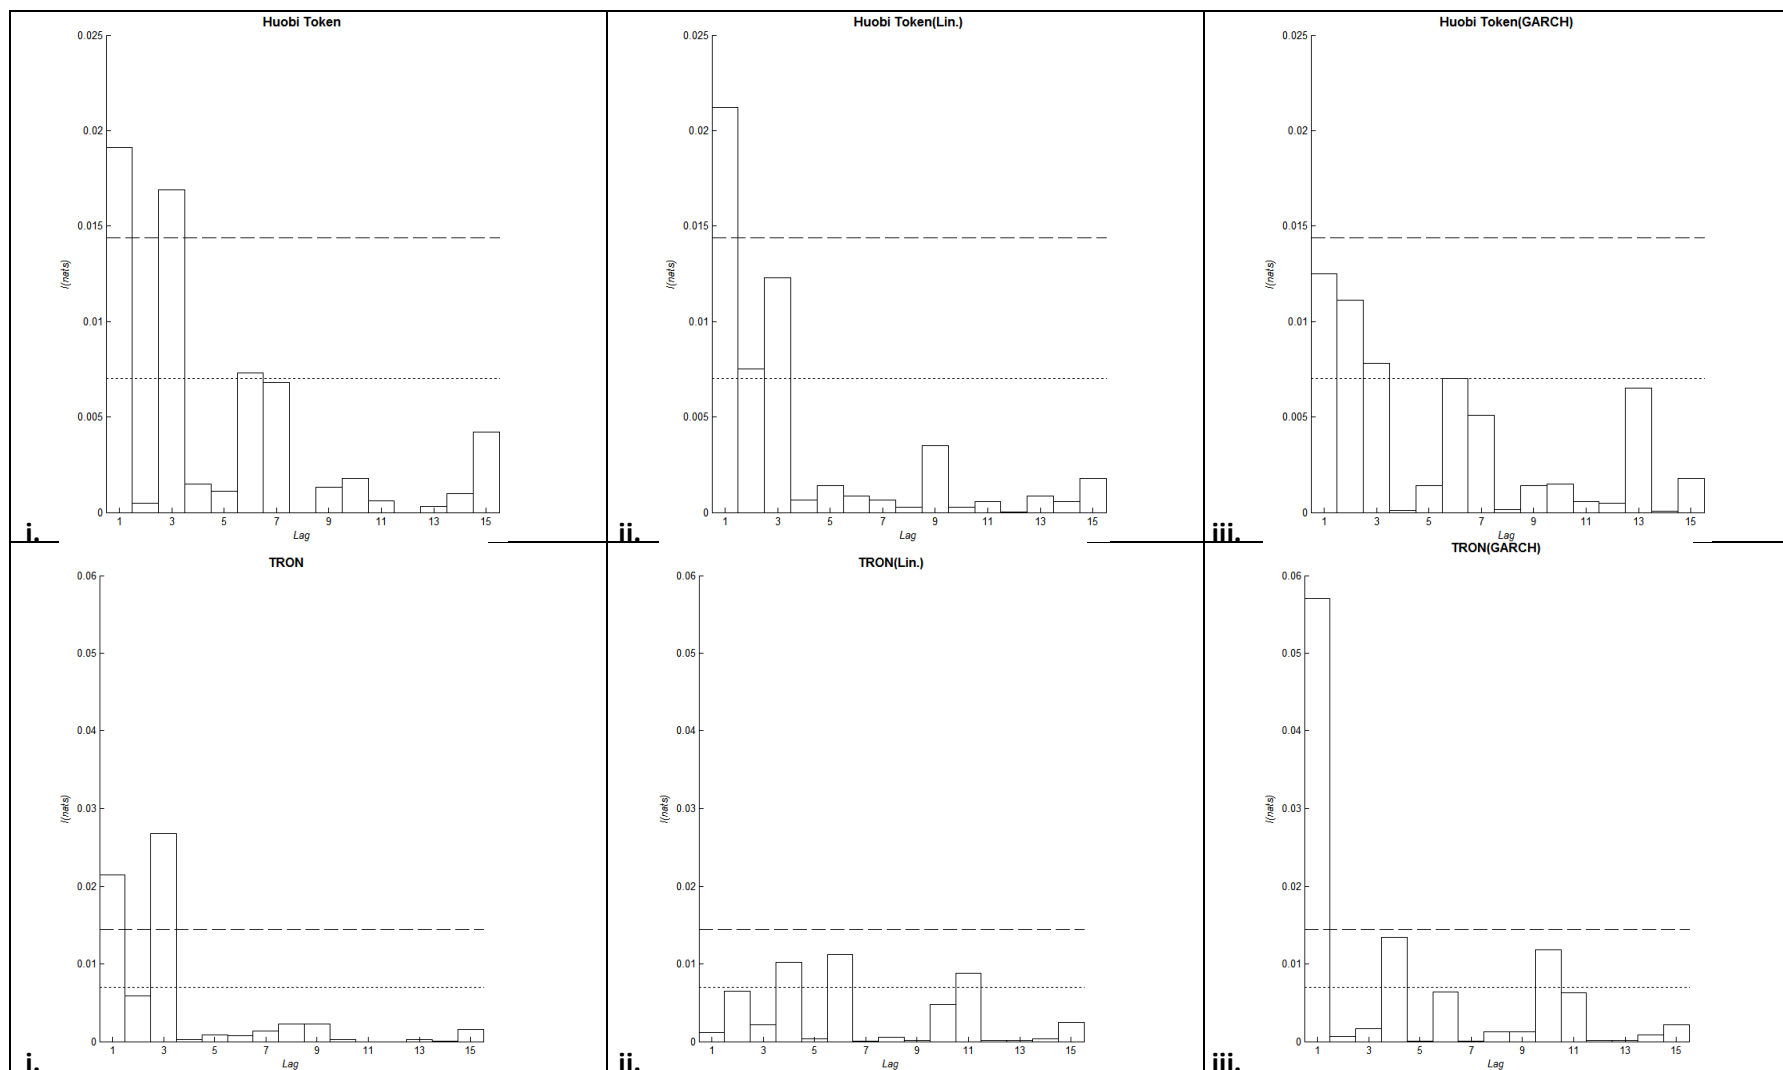 Huobi Token
0.025
0.02
0.015
0.01
0.005
0
I(nats)
1 3 5 7 9 11 13 15
Lag
i.
Huobi Token(Lin.)
0.025
0.02
0.015
0.01
0.005
0
I(nats)
1 3 5 7 9 11 13 15
Lag
ii.
Huobi Token(GARCH)
0.025
0.02
0.015
0.01
0.005
0
I(nats)
1 3 5 7 9 11 13 15
Lag
iii.
TRON
0.06
0.05
0.04
0.03
0.02
0.01
0
I(nats)
1 3 5 7 9 11 13 15
Lag
i.
TRON(Lin.)
0.06
0.05
0.04
0.03
0.02
0.01
0
I(nats)
1 3 5 7 9 11 13 15
Lag
ii.
TRON(GARCH)
0.06
0.05
0.04
0.03
0.02
0.01
0
I(nats)
1 3 5 7 9 11 13 15
Lag
iii.